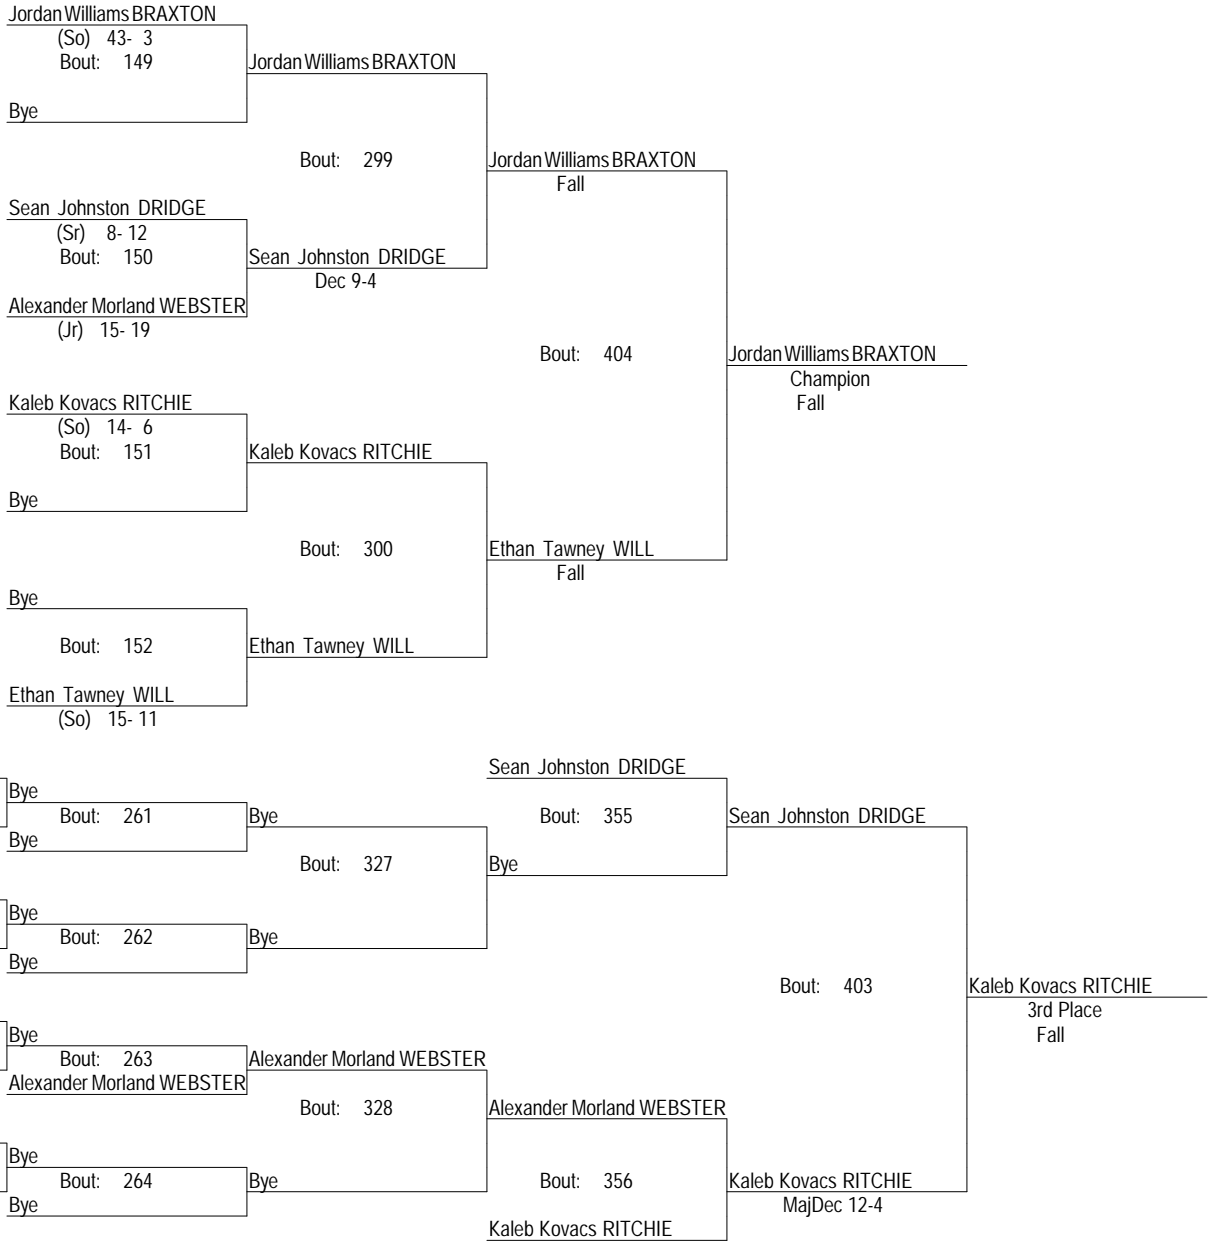 Jordan Williams BRAXTON
(So) 43- 3
Bout: 149
Jordan Williams BRAXTON
Bye
Bout: 299
Jordan Williams BRAXTON
Fall
Sean Johnston DRIDGE
(Sr) 8- 12
Bout: 150
Sean Johnston DRIDGE
Dec 9-4
Alexander Morland WEBSTER
(Jr) 15- 19
Bout: 404
Jordan Williams BRAXTON
Champion
Fall
Kaleb Kovacs RITCHIE
(So) 14- 6
Bout: 151
Kaleb Kovacs RITCHIE
Bye
Bout: 300
Ethan Tawney WILL
Fall
Bye
Bout: 152
Ethan Tawney WILL
Ethan Tawney WILL
(So) 15- 11
Sean Johnston DRIDGE
Bye
Bout: 261
Bye
Bout: 355
Sean Johnston DRIDGE
Bye
Bout: 327
Bye
Bye
Bout: 262
Bye
Bye
Bout: 403
Kaleb Kovacs RITCHIE
3rd Place
Fall
Bye
Bout: 263
Alexander Morland WEBSTER
Alexander Morland WEBSTER
Bout: 328
Alexander Morland WEBSTER
Bye
Bout: 264
Bye
Bout: 356
Kaleb Kovacs RITCHIE
MajDec 12-4
Bye
Kaleb Kovacs RITCHIE